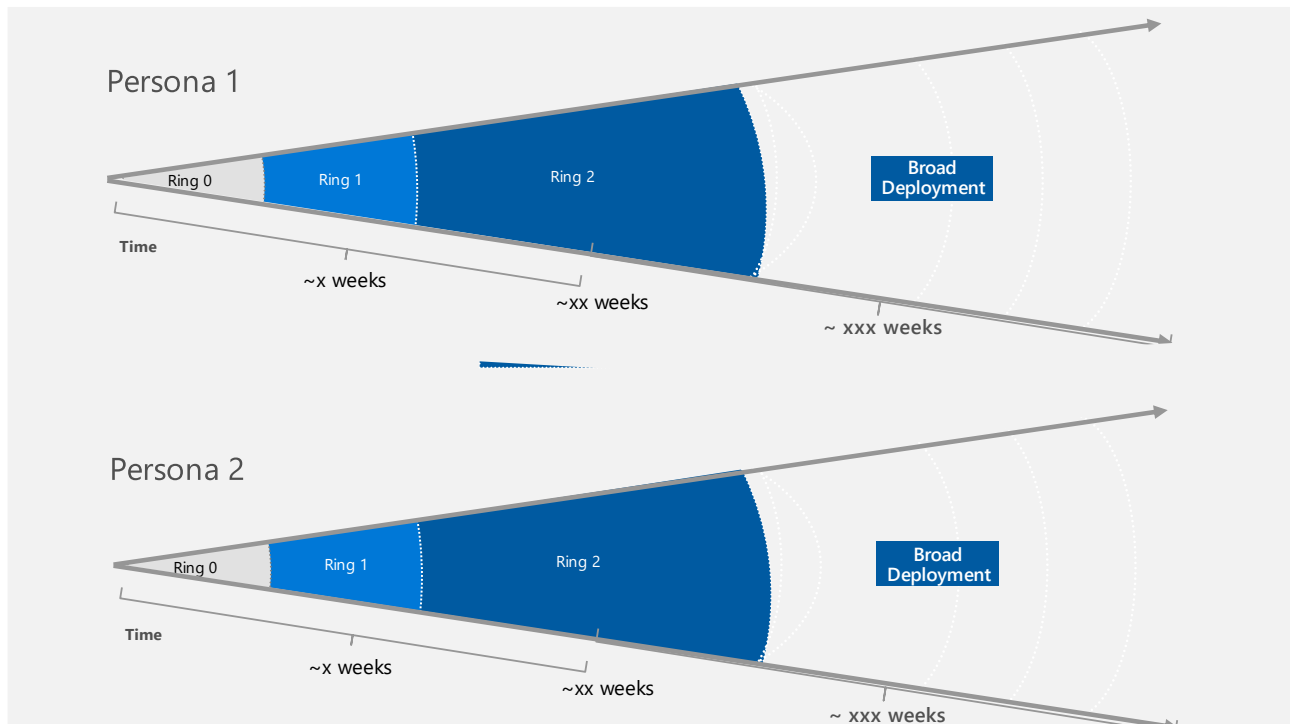 Persona 1
Ring 0
Ring 1
Ring 2
Broad
Deployment
Time
~x weeks
~xx weeks
~ xxx weeks
Persona 2
Ring 0
Ring 1
Ring 2
Broad
Deployment
Time
~x weeks
~xx weeks
~ xxx weeks